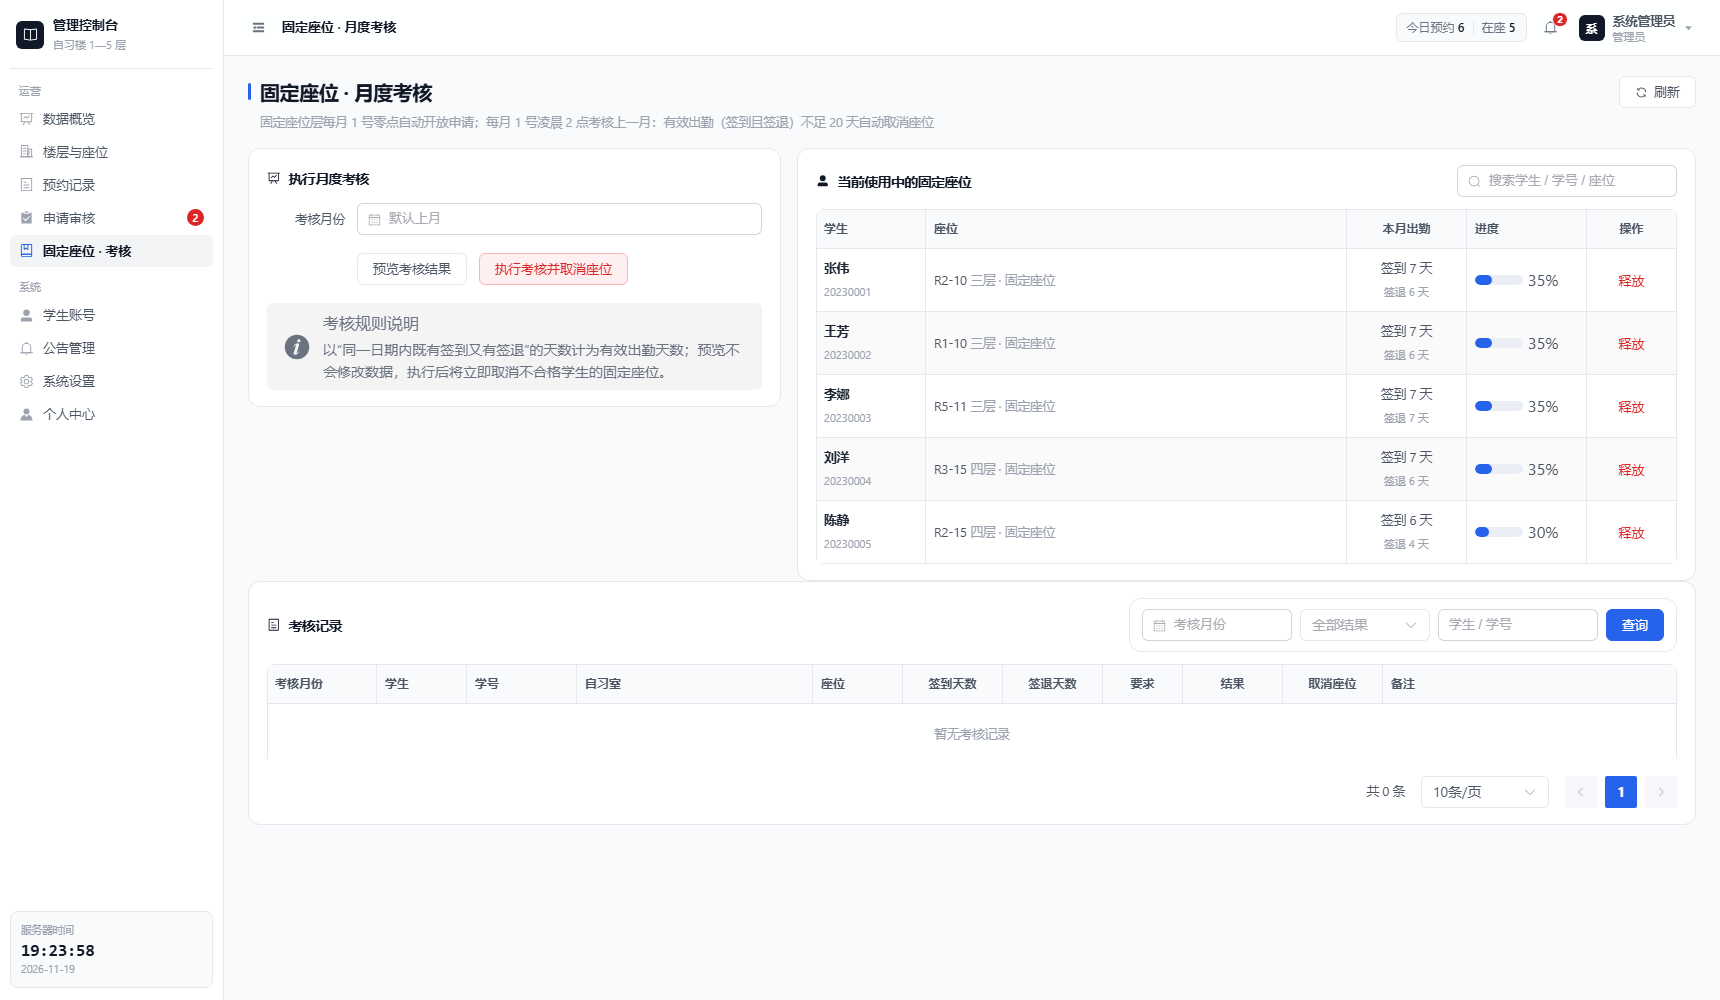 管理控制台
自习楼 1—5 层
运营
数据概览
楼层与座位
预约记录
申请审核
2
固定座位 · 考核
系统
学生账号
公告管理
系统设置
个人中心
服务器时间
19:23:58
2026-11-19
固定座位 · 月度考核
今日预约 6 在座 5
2
系
系统管理员
管理员
固定座位 · 月度考核
刷新
固定座位层每月 1 号零点自动开放申请；每月 1 号凌晨 2 点考核上一月：有效出勤（签到且签退）不足 20 天自动取消座位
执行月度考核
考核月份 默认上月
预览考核结果 执行考核并取消座位
考核规则说明
以“同一日期内既有签到又有签退”的天数计为有效出勤天数；预览不
会修改数据，执行后将立即取消不合格学生的固定座位。
当前使用中的固定座位
搜索学生 / 学号 / 座位
学生 座位 本月出勤 进度 操作
张伟
20230001
R2-10 三层 · 固定座位
签到 7 天
签退 6 天
35%
释放
王芳
20230002
R1-10 三层 · 固定座位
签到 7 天
签退 6 天
35%
释放
李娜
20230003
R5-11 三层 · 固定座位
签到 7 天
签退 7 天
35%
释放
刘洋
20230004
R3-15 四层 · 固定座位
签到 7 天
签退 6 天
35%
释放
陈静
20230005
R2-15 四层 · 固定座位
签到 6 天
签退 4 天
30%
释放
考核记录
考核月份 全部结果 学生 / 学号 查询
考核月份 学生 学号 自习室 座位 签到天数 签退天数 要求 结果 取消座位 备注
暂无考核记录
共 0 条 10条/页 1